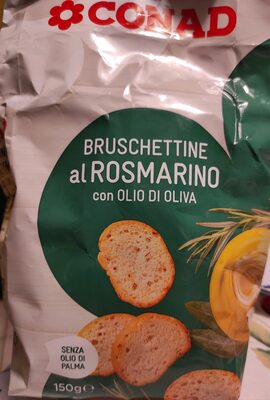 CONAD
BRUSCHETTINE
al ROSMARINO
con OLIO DI OLIVA
SENZA
OLIO DI
PALMA
150g℮